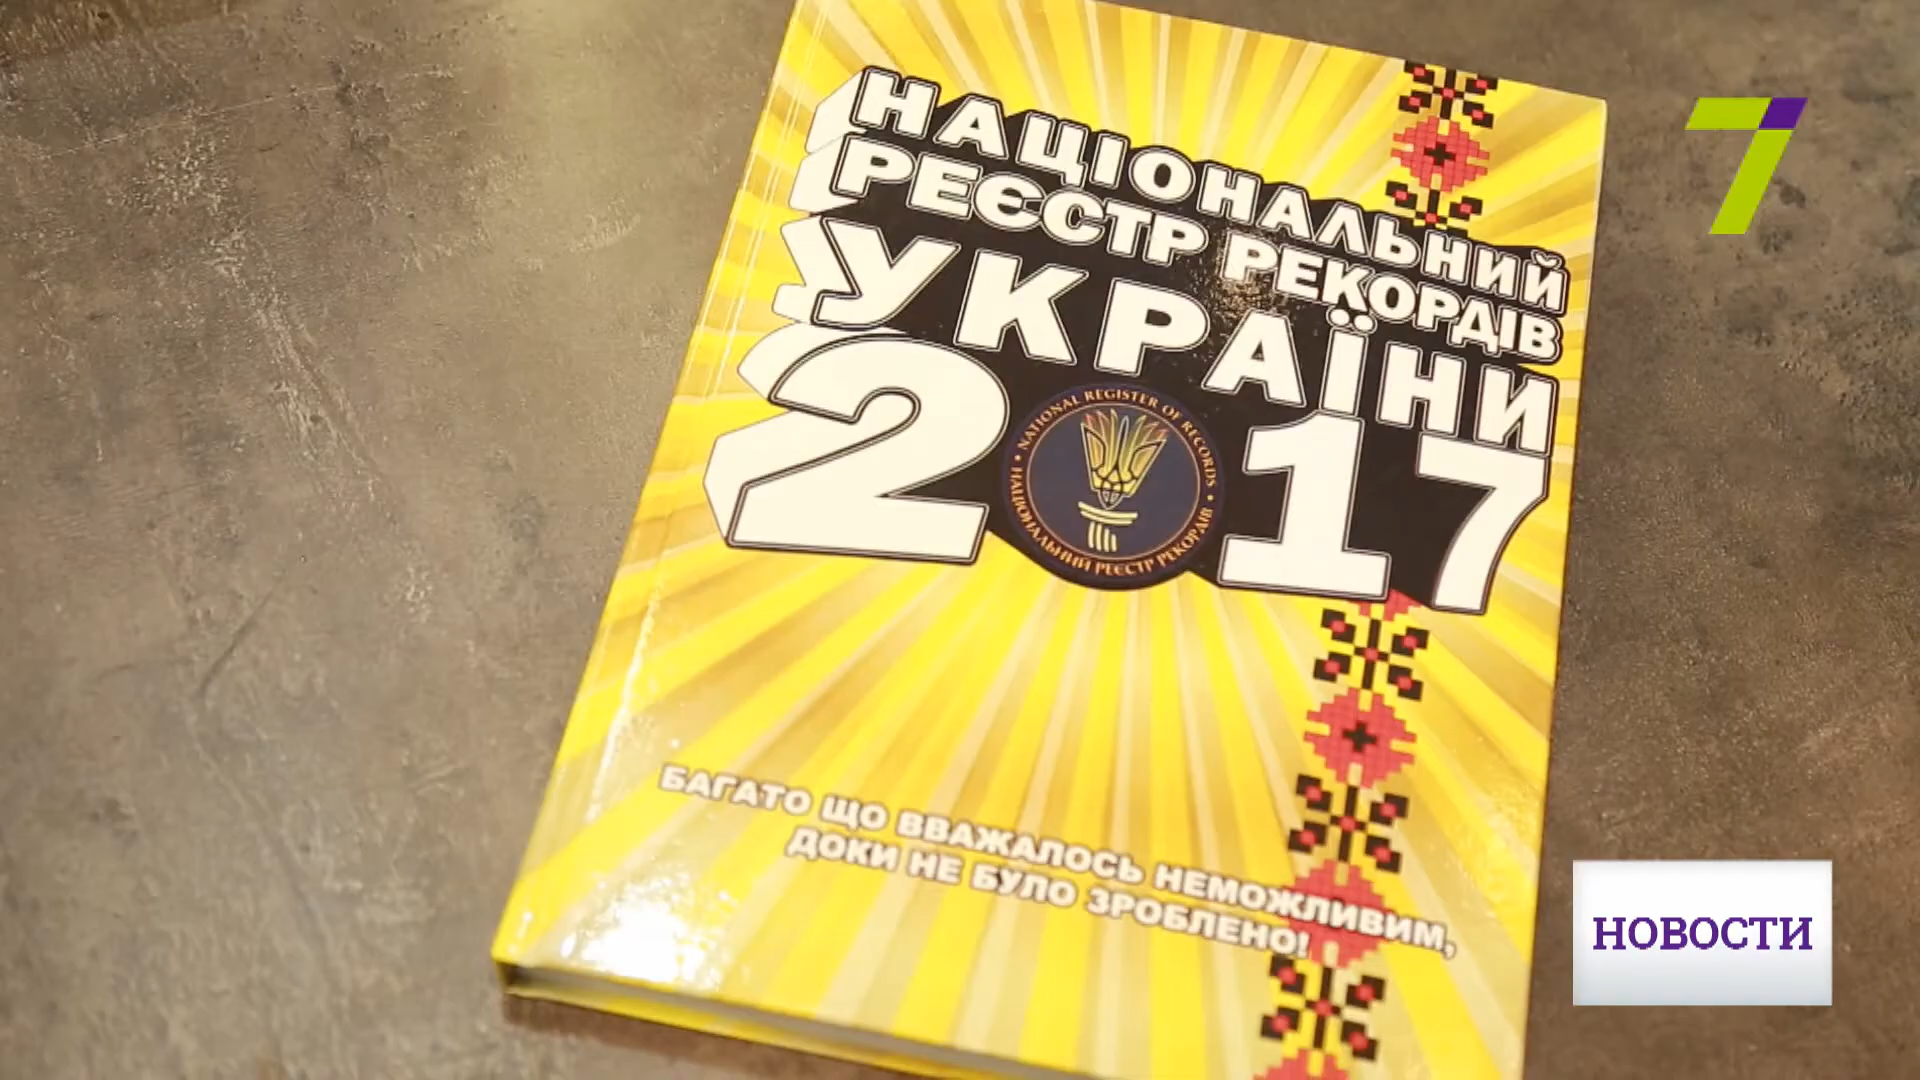 НАЦІОНАЛЬНИЙ
РЕЄСТР РЕКОРДІВ
УКРАЇНИ
2017
NATIONAL REGISTER OF RECORDS
НАЦІОНАЛЬНИЙ РЕЄСТР РЕКОРДІВ
БАГАТО ЩО ВВАЖАЛОСЬ НЕМОЖЛИВИМ,
ДОКИ НЕ БУЛО ЗРОБЛЕНО!
7
НОВОСТИ